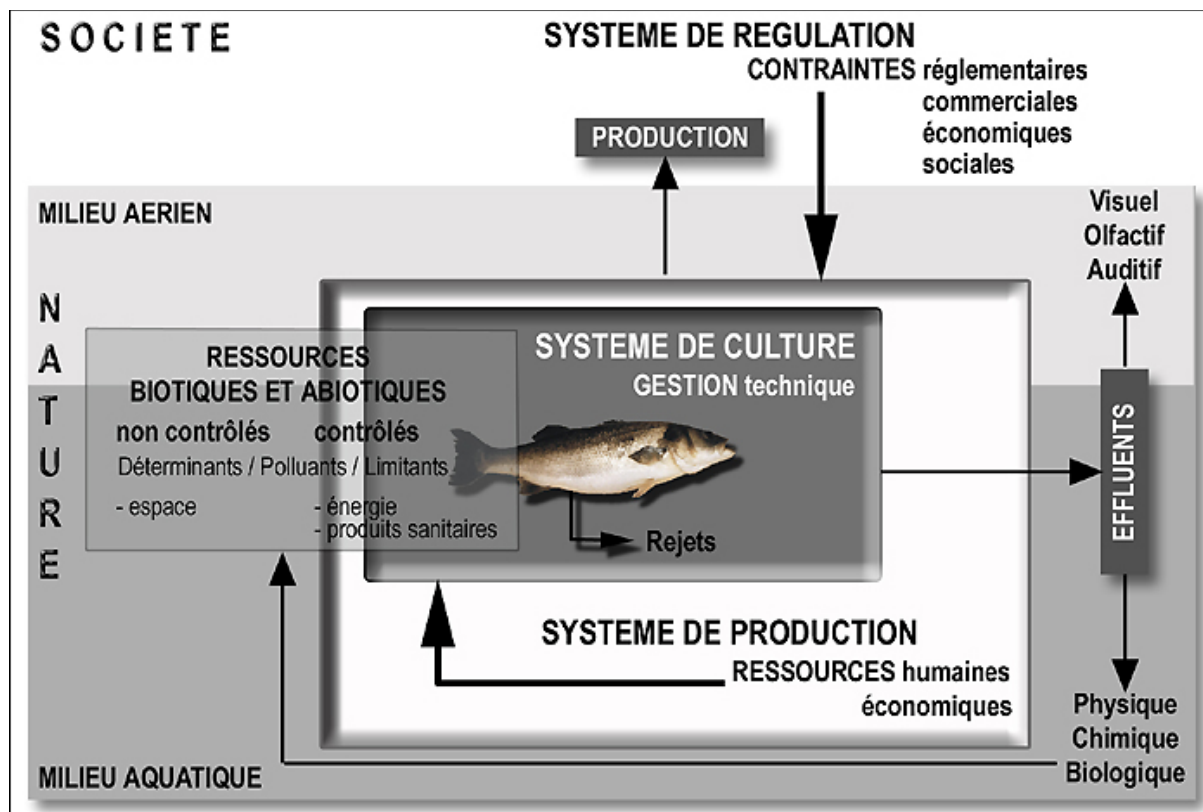 SOCIETE
SYSTEME DE REGULATION
CONTRAINTES réglementaires
commerciales
économiques
sociales
PRODUCTION
MILIEU AERIEN
Visuel
Olfactif
Auditif
NATURE
RESSOURCES
BIOTIQUES ET ABIOTIQUES
non contrôlés contrôlés
Déterminants / Polluants / Limitants
- espace - énergie
- produits sanitaires
SYSTEME DE CULTURE
GESTION technique
Rejets
EFFLUENTS
SYSTEME DE PRODUCTION
RESSOURCES humaines
économiques
Physique
Chimique
Biologique
MILIEU AQUATIQUE